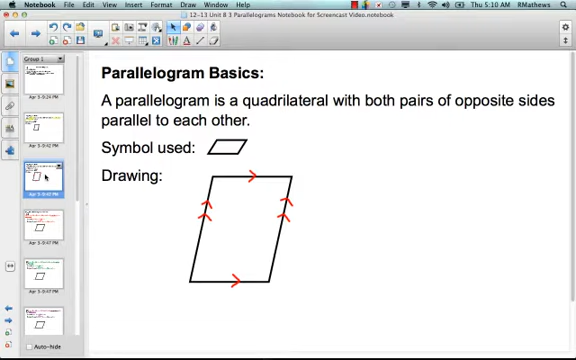 Notebook File Edit View Insert Format Draw Window Help
Thu 5:10 AM RMathews
12-13 Unit 8 3 Parallelograms Notebook for Screencast Video.notebook
Group 1
Parallelogram Basics:
A parallelogram is a quadrilateral with both pairs of opposite sides
parallel to each other.
Symbol used:
Drawing:
Auto-hide